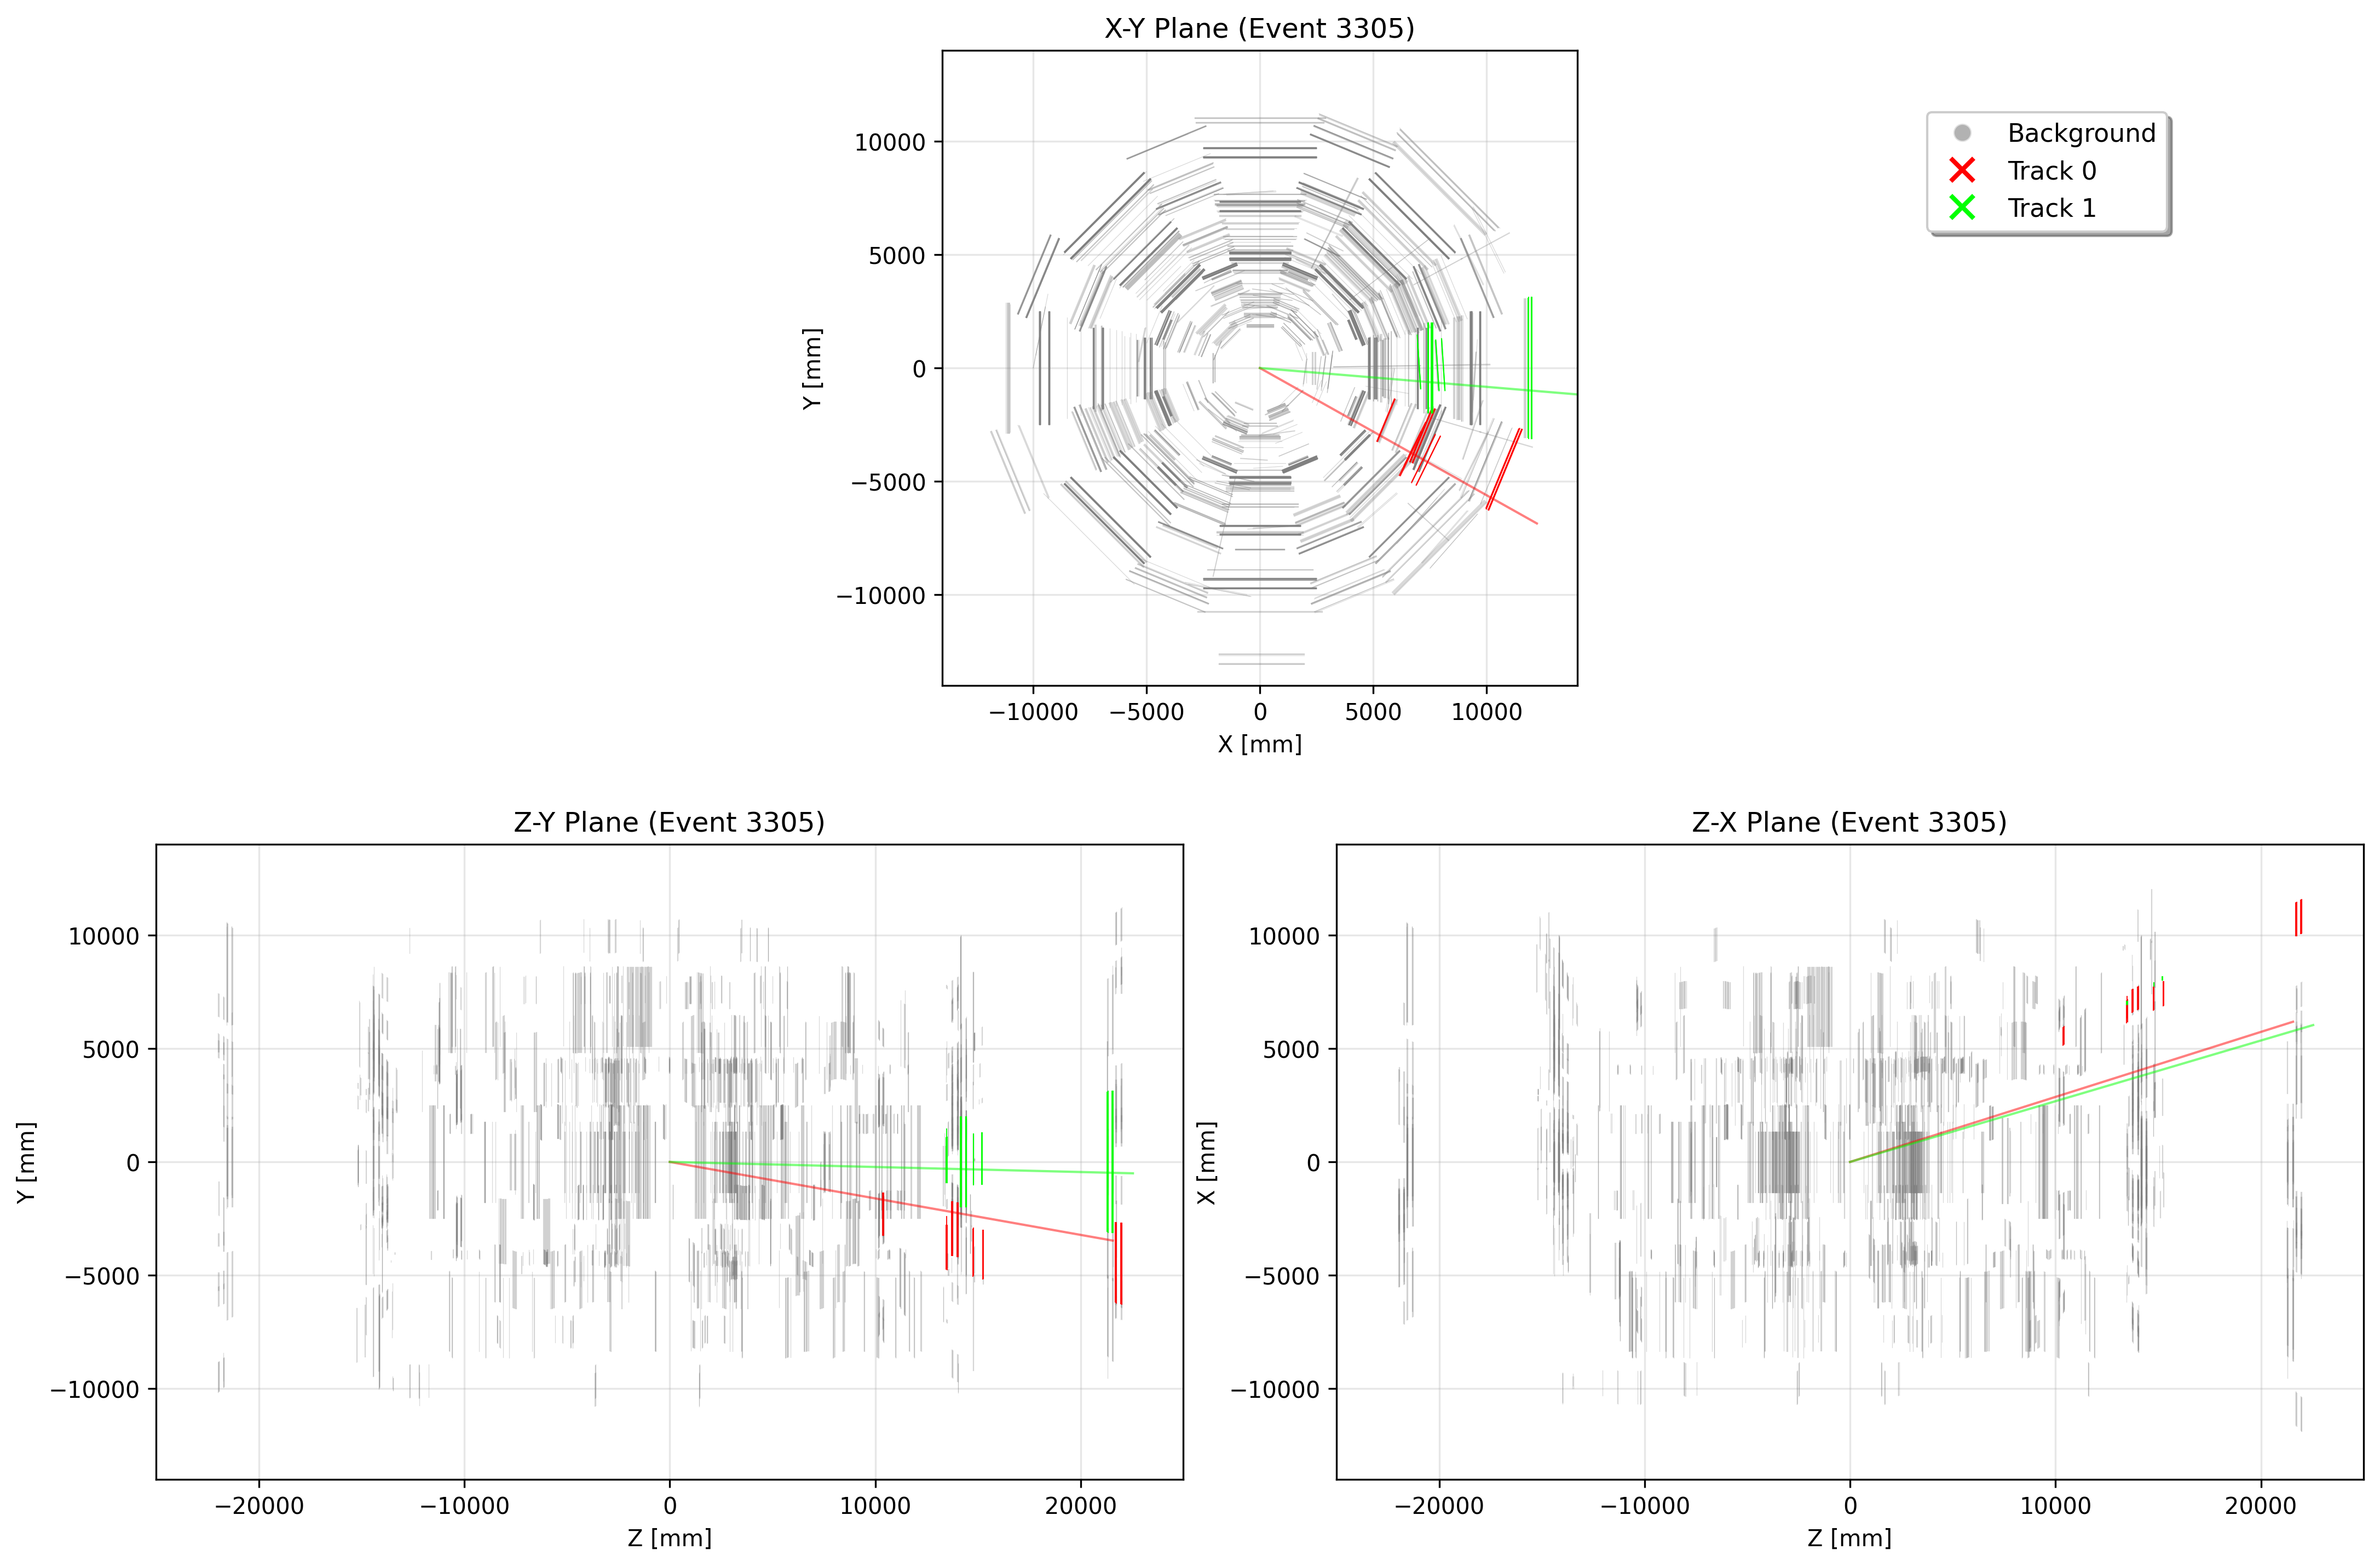 X-Y Plane (Event 3305)
10000
5000
0
−5000
−10000
Y [mm]
−10000 −5000 0 5000 10000
X [mm]
Background
Track 0
Track 1
Z-Y Plane (Event 3305)
10000
5000
0
−5000
−10000
Y [mm]
−20000 −10000 0 10000 20000
Z [mm]
Z-X Plane (Event 3305)
10000
5000
0
−5000
−10000
X [mm]
−20000 −10000 0 10000 20000
Z [mm]